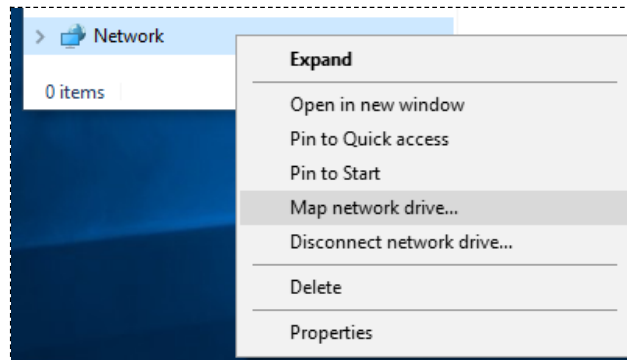 Network
0 items
Expand
Open in new window
Pin to Quick access
Pin to Start
Map network drive...
Disconnect network drive...
Delete
Properties